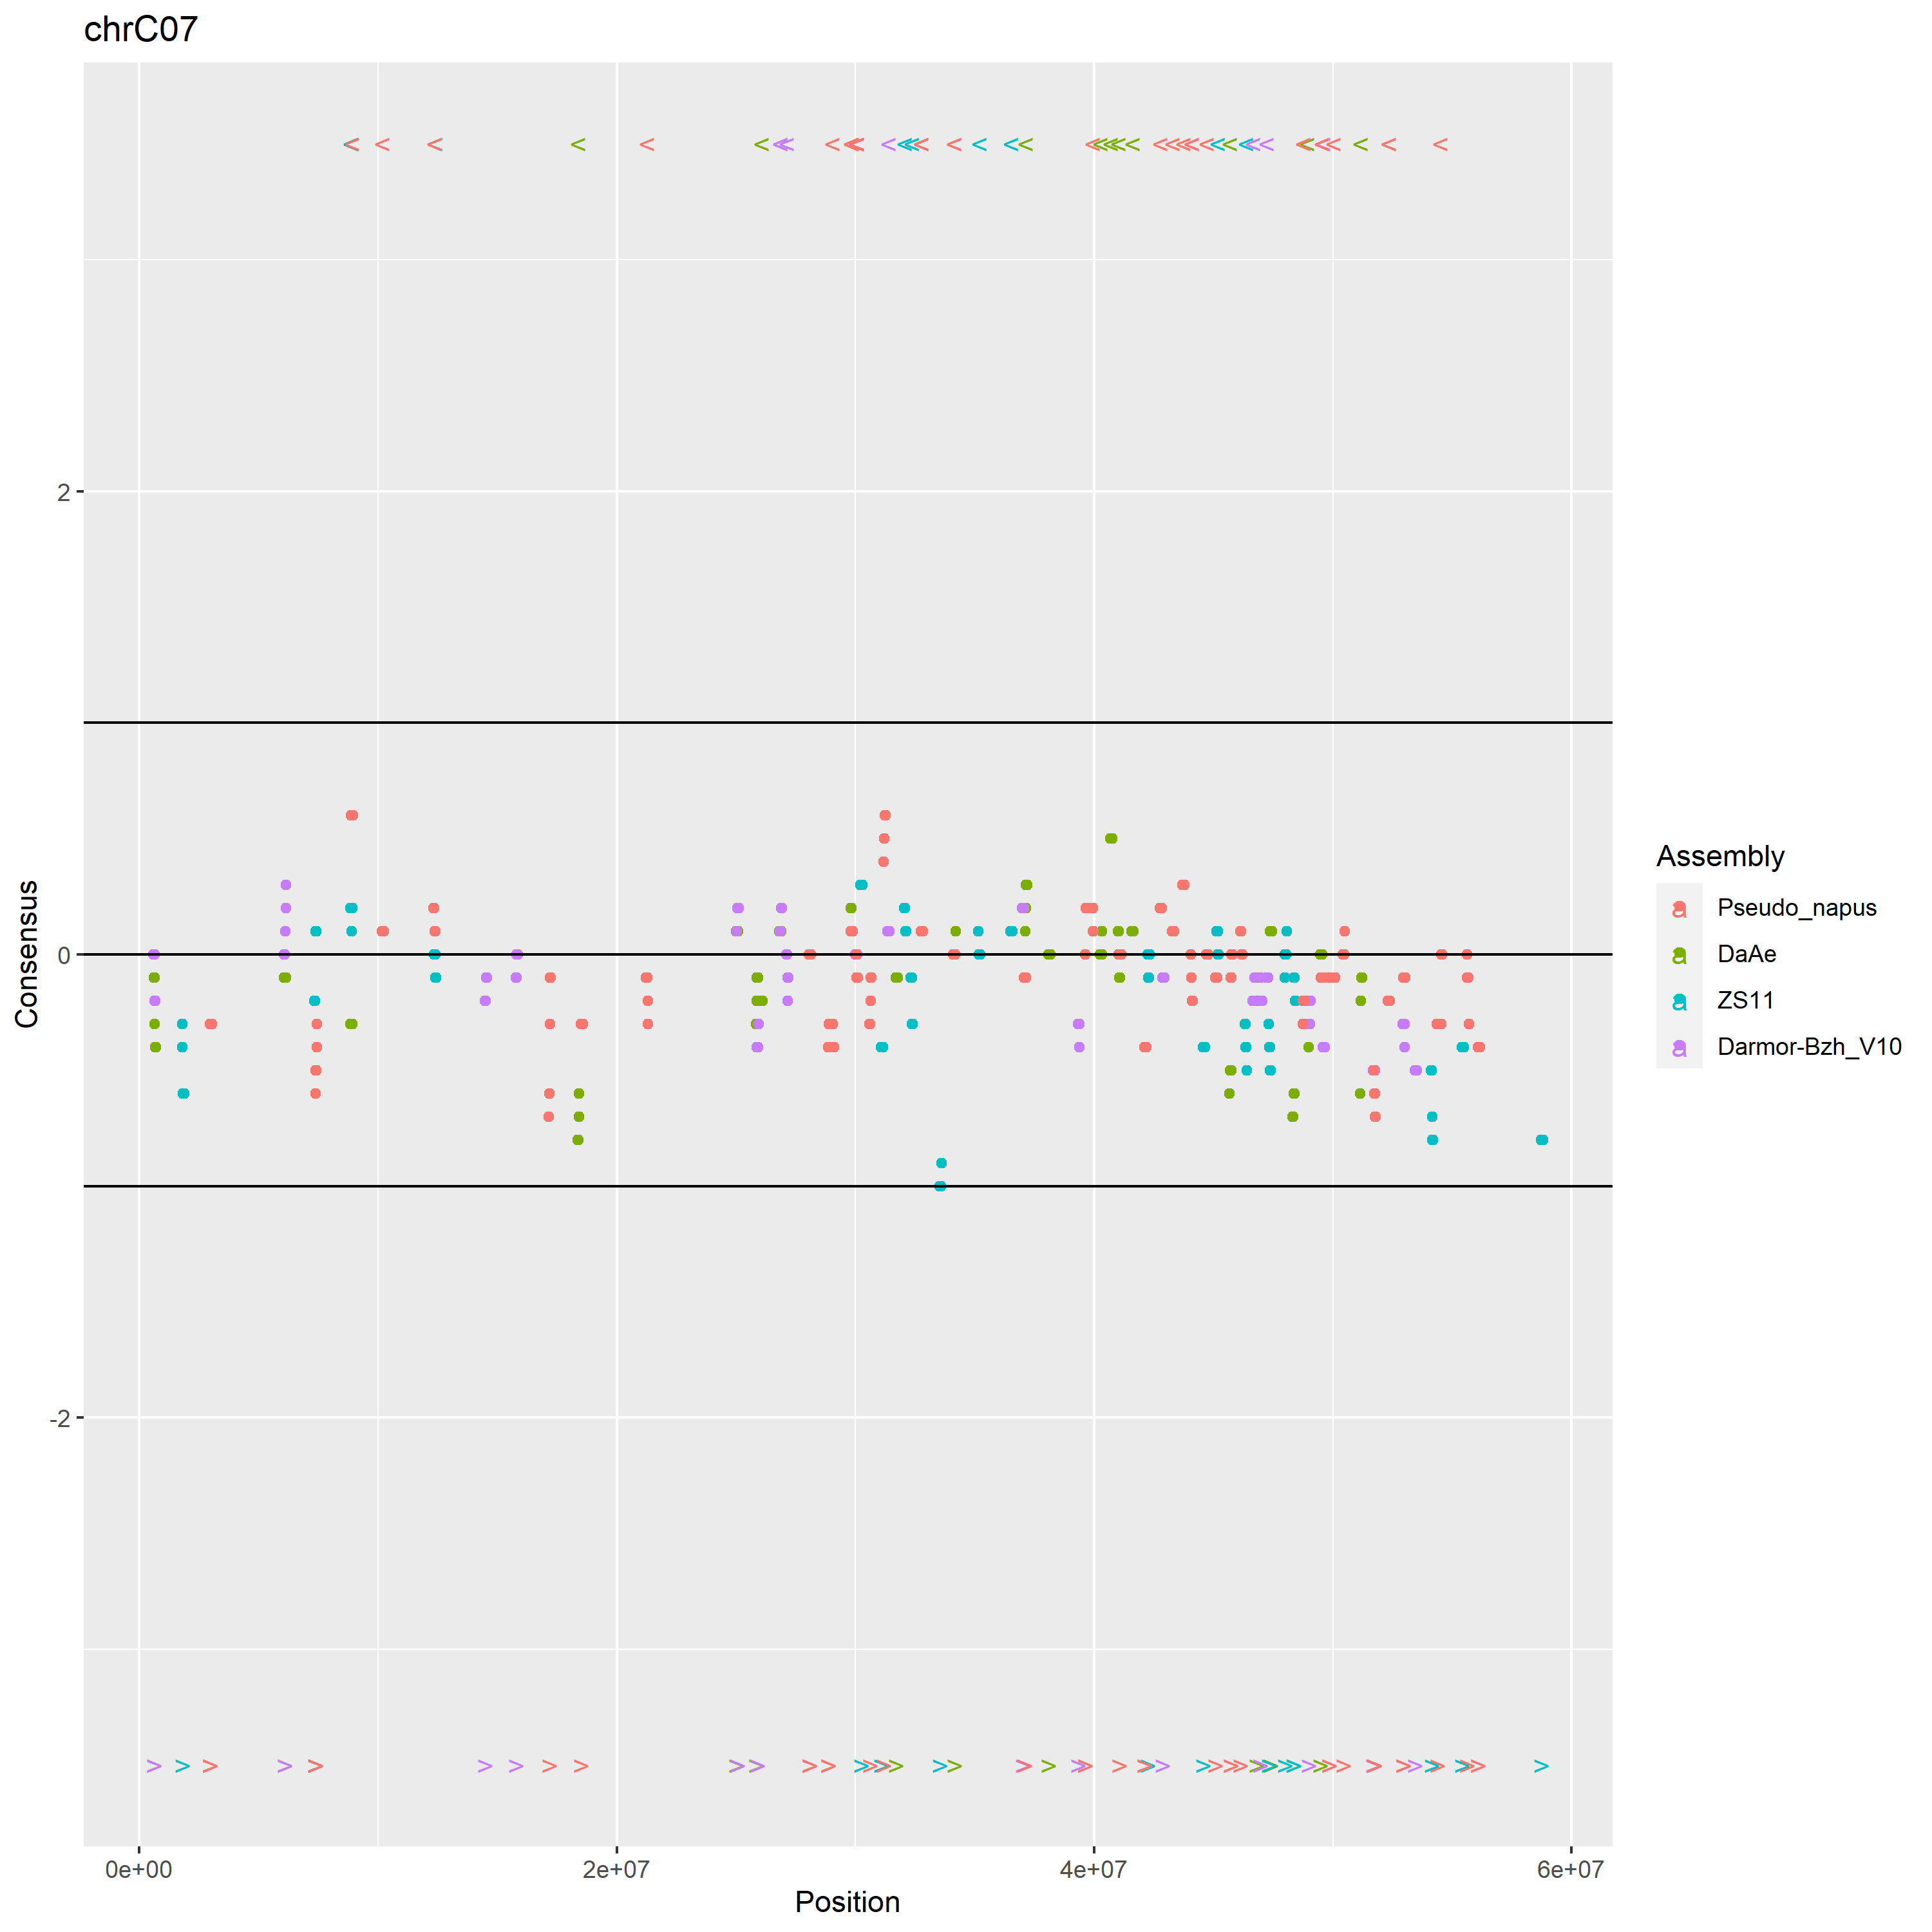 chrC07
2
0
-2
Consensus
0e+00 2e+07 4e+07 6e+07
Position
Assembly
a Pseudo_napus
a DaAe
a ZS11
a Darmor-Bzh_V10